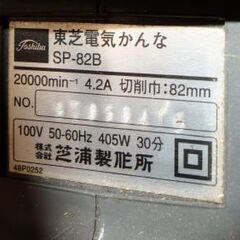 Toshiba
東芝電気かんな
SP-82B
20000min⁻¹ 4.2A 切削巾:82mm
NO.
100V 50-60Hz 405W 30分
株式会社 芝浦製作所
48P0252